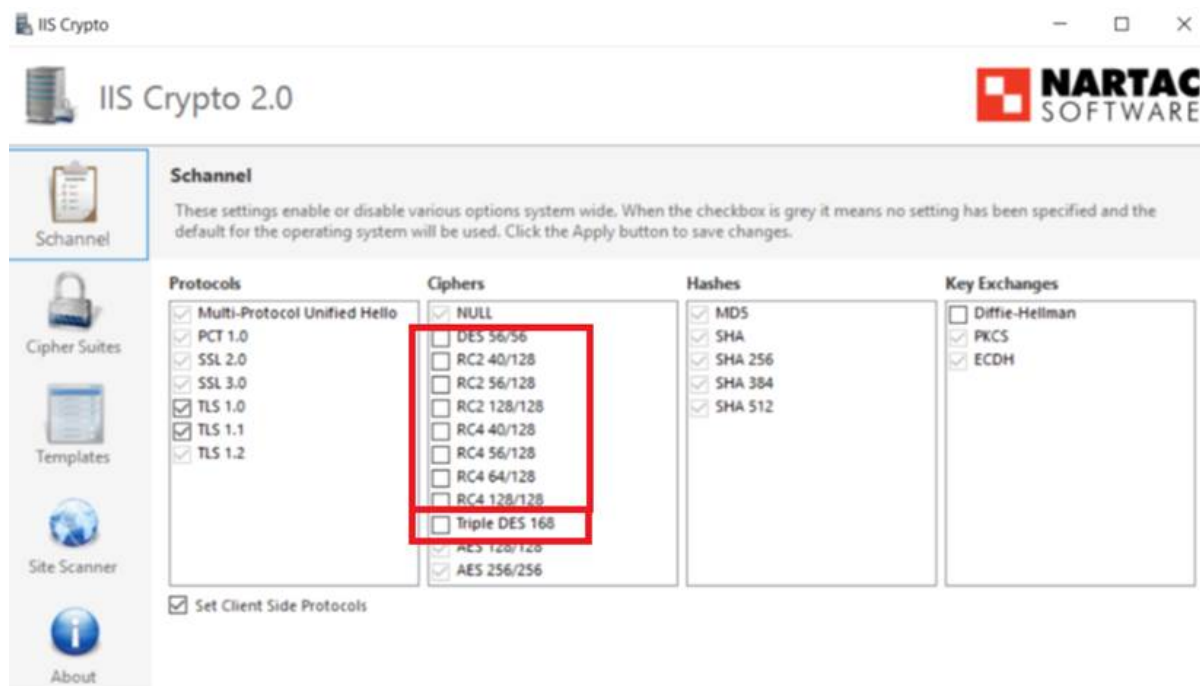 IIS Crypto
IIS Crypto 2.0
NARTAC
SOFTWARE
Schannel
Cipher Suites
Templates
Site Scanner
About
Schannel
These settings enable or disable various options system wide. When the checkbox is grey it means no setting has been specified and the
default for the operating system will be used. Click the Apply button to save changes.
Protocols
Multi-Protocol Unified Hello
PCT 1.0
SSL 2.0
SSL 3.0
TLS 1.0
TLS 1.1
TLS 1.2
Ciphers
NULL
DES 56/56
RC2 40/128
RC2 56/128
RC2 128/128
RC4 40/128
RC4 56/128
RC4 64/128
RC4 128/128
Triple DES 168
AES 128/128
AES 256/256
Hashes
MD5
SHA
SHA 256
SHA 384
SHA 512
Key Exchanges
Diffie-Hellman
PKCS
ECDH
Set Client Side Protocols